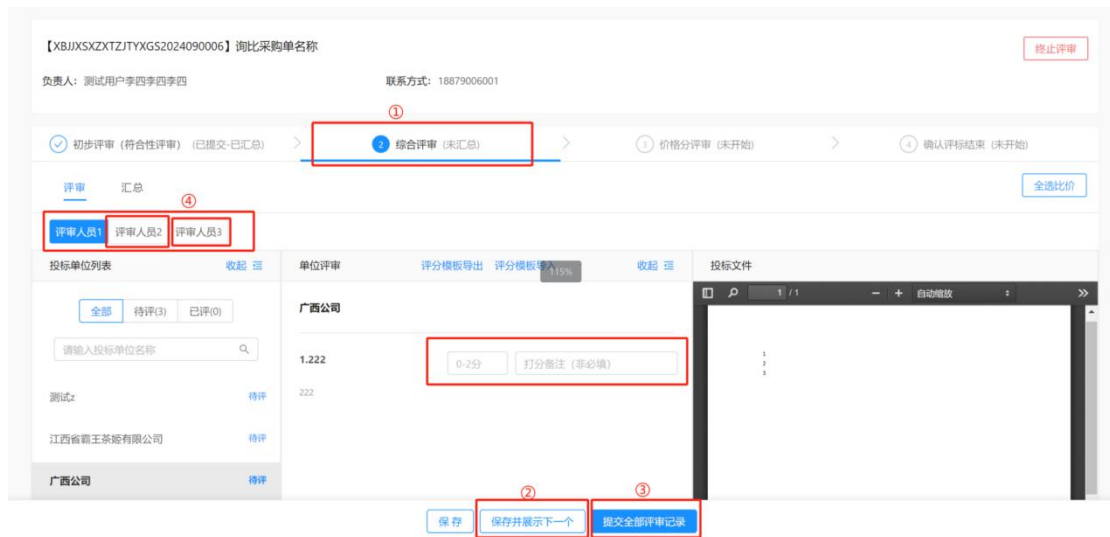 【XBJJXSXZXTZJTYXGS2024090006】询比采购单名称
终止评审
负责人：测试用户李四李四李四 联系方式：18879006001
①
初步评审（符合性评审）（已提交-已汇总） 2 综合评审（未汇总） 3 价格分评审（未开始） 4 确认评标结束（未开始）
评审 汇总 全选比价
④
评审人员1 评审人员2 评审人员3
投标单位列表 收起 单位评审 评分模板导出 评分模板导入 收起 投标文件
115%
1 / 1 自动缩放
全部 待评(3) 已评(0) 广西公司
请输入投标单位名称
1.222 0-2分 打分备注（非必填）
222
1
2
3
测试z 待评
江西省霸王茶姬有限公司 待评
广西公司 待评
② ③
保存 保存并展示下一个 提交全部评审记录